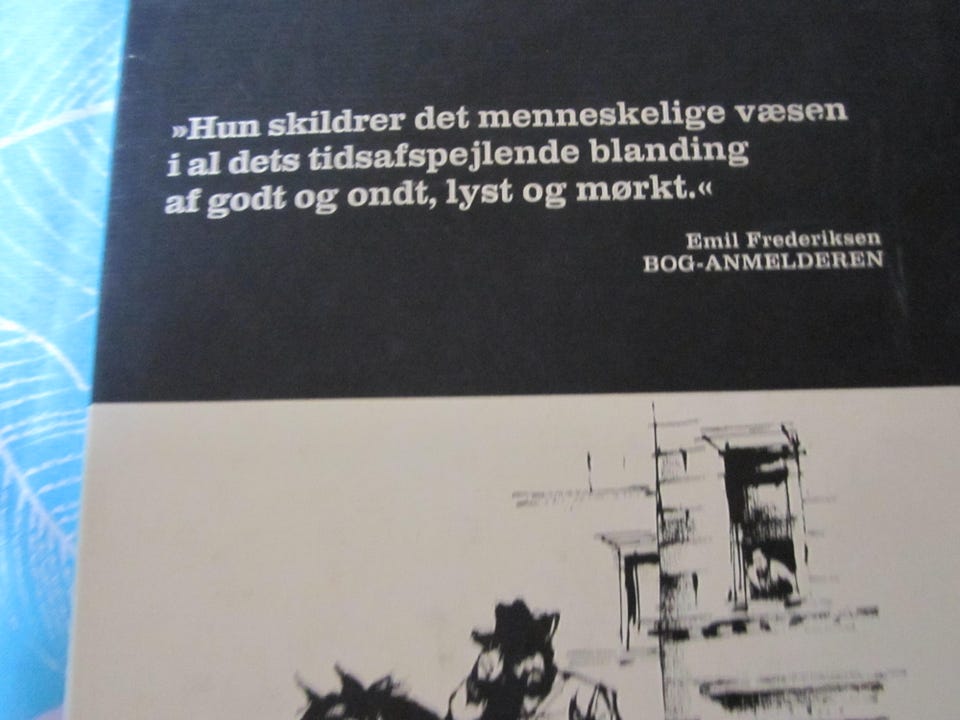 »Hun skildrer det menneskelige væsen
i al dets tidsafspejlende blanding
af godt og ondt, lyst og mørkt.«
Emil Frederiksen
BOG-ANMELDEREN